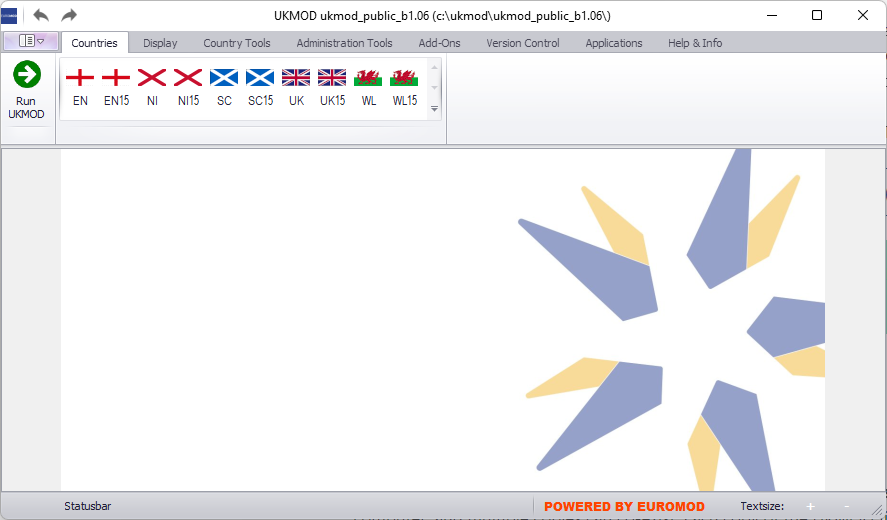 UKMOD ukmod_public_b1.06 (c:\ukmod\ukmod_public_b1.06\)
Countries Display Country Tools Administration Tools Add-Ons Version Control Applications Help & Info
Run
UKMOD
EN EN15 NI NI15 SC SC15 UK UK15 WL WL15
Statusbar POWERED BY EUROMOD Textsize: + -